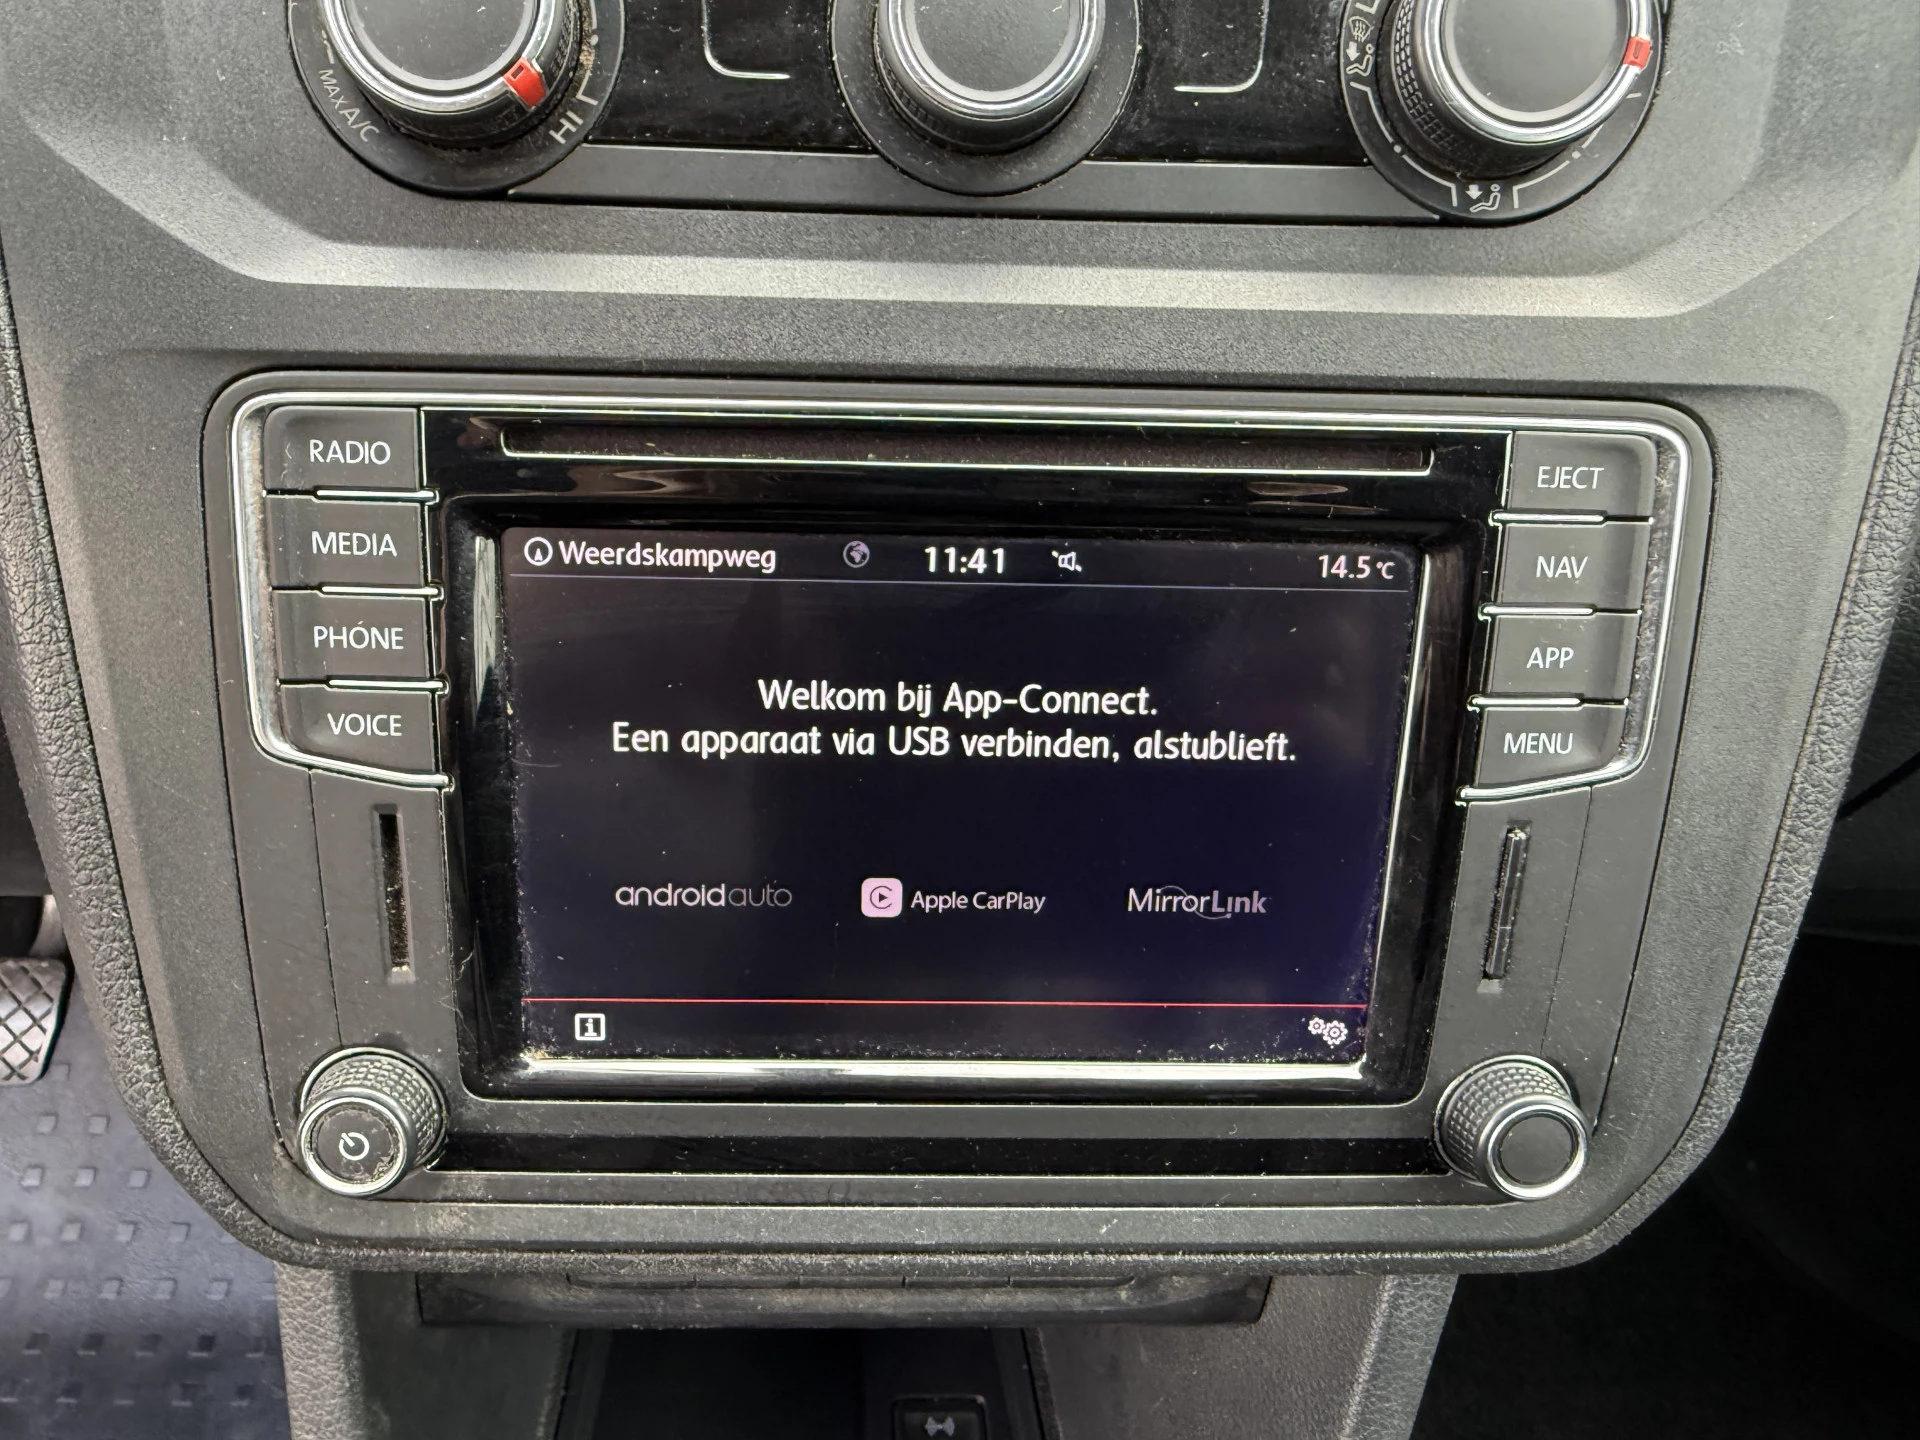 MAX A/C
HI
RADIO
MEDIA
PHONE
VOICE
EJECT
NAV
APP
MENU
Weerdskampweg 11:41 14.5 °C
Welkom bij App-Connect.
Een apparaat via USB verbinden, alstublieft.
androidauto Apple CarPlay MirrorLink
i